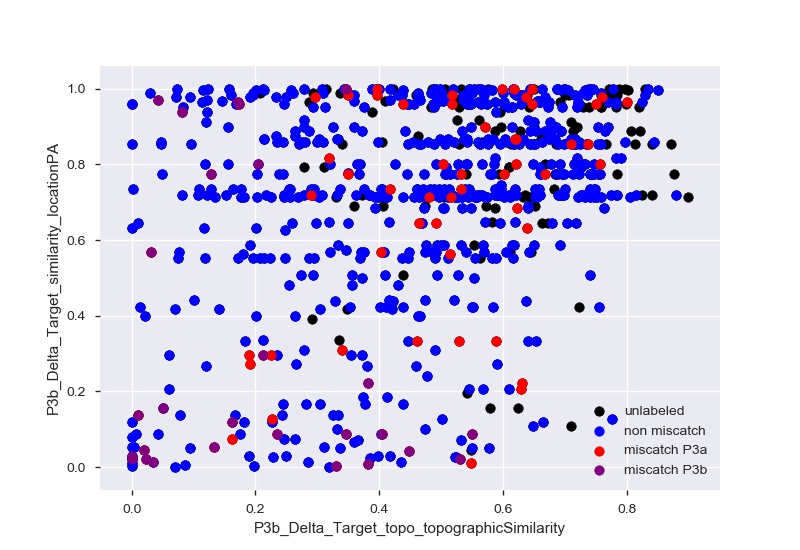 1.0
0.8
0.6
0.4
0.2
0.0
P3b_Delta_Target_similarity_locationPA
unlabeled
non miscatch
miscatch P3a
miscatch P3b
0.0 0.2 0.4 0.6 0.8
P3b_Delta_Target_topo_topographicSimilarity